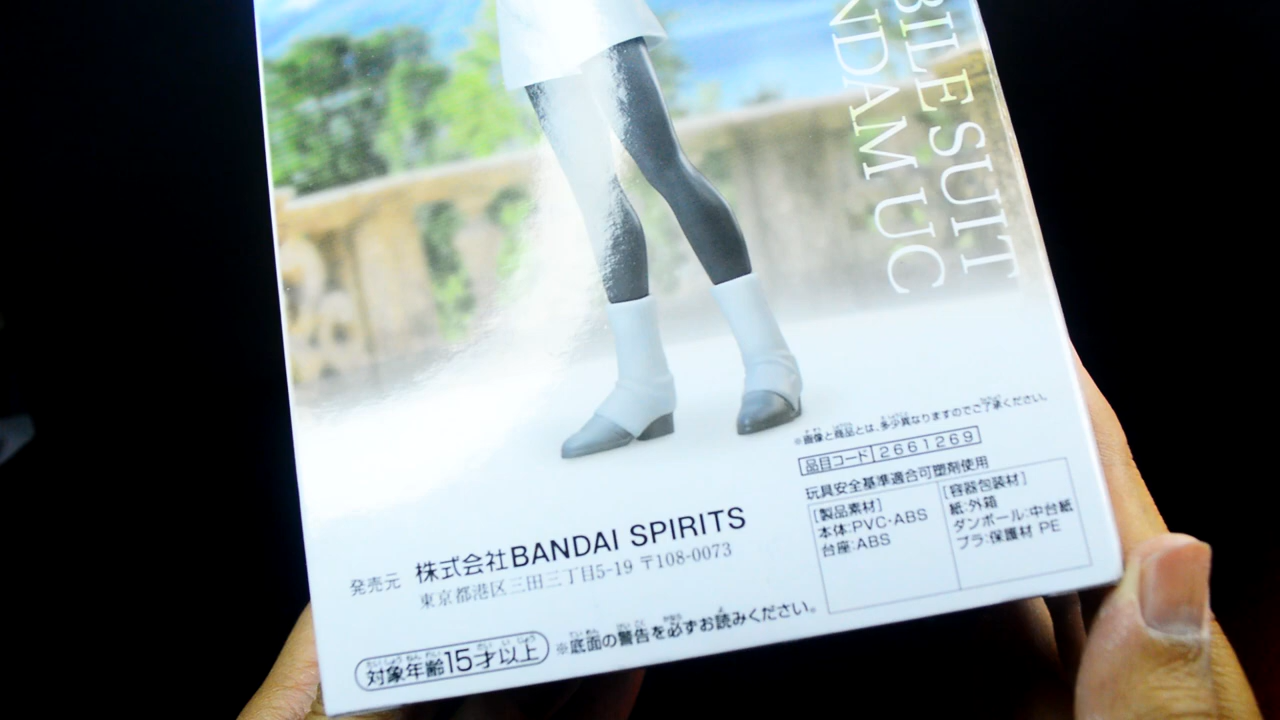 BILE SUIT
NDAM UC
※画像と商品とは、多少異なりますのでご了承ください。
品目コード 2661269
玩具安全基準適合可塑剤使用
[製品素材]
本体:PVC・ABS
台座:ABS
[容器包装材]
紙:外箱
ダンボール:中台紙
プラ:保護材 PE
発売元 株式会社BANDAI SPIRITS
東京都港区三田三丁目5-19 〒108-0073
対象年齢15才以上 ※底面の警告を必ずお読みください。